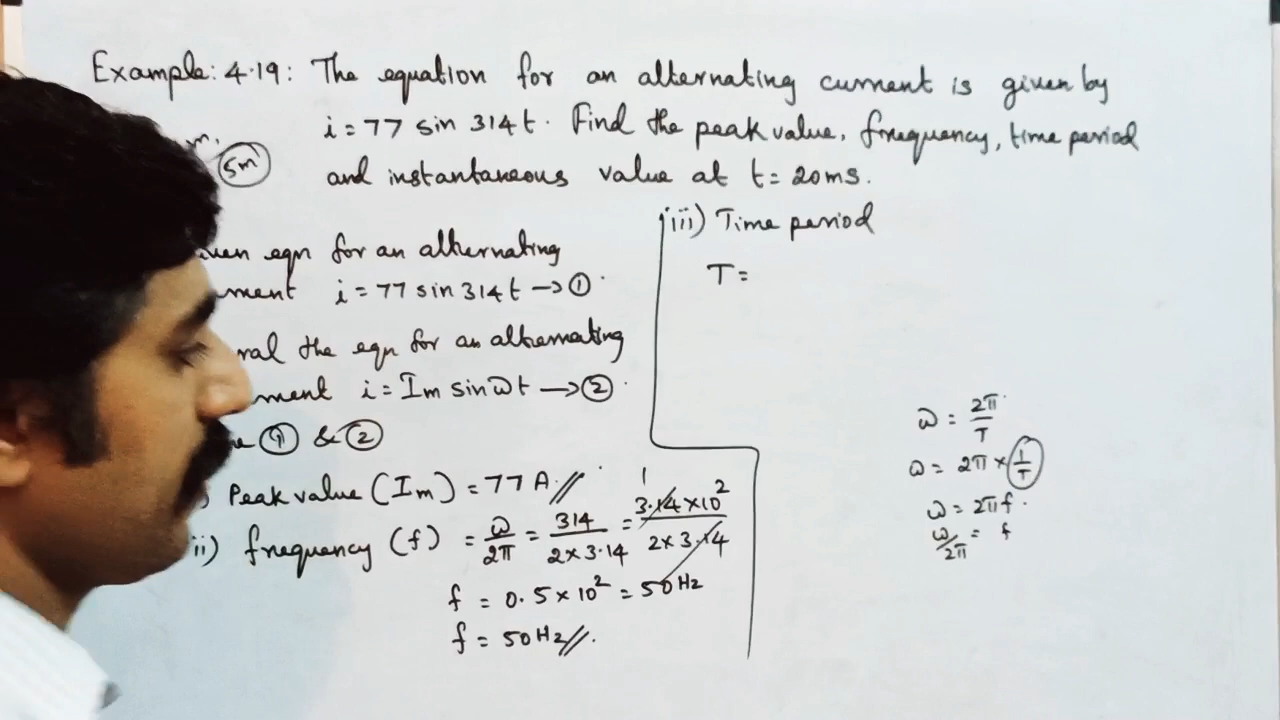 Example: 4.19: The equation for an alternating current is given by
i = 77 sin 314t. Find the peak value, frequency, time period
5m
and instantaneous value at t = 20ms.
eqn for an alternating
i = 77 sin 314t → ①
the eqn for an alternating
i = Im sin ωt → ②
① & ②
Peak value (Im) = 77 A //
ii) frequency (f) = ω/2π = 314/2×3.14 = 3.14×10²/2×3.14
1
f = 0.5×10² = 50 Hz
f = 50 Hz //.
iii) Time period
T =
ω = 2π/T
ω = 2π × 1/T
ω = 2πf.
ω/2π = f